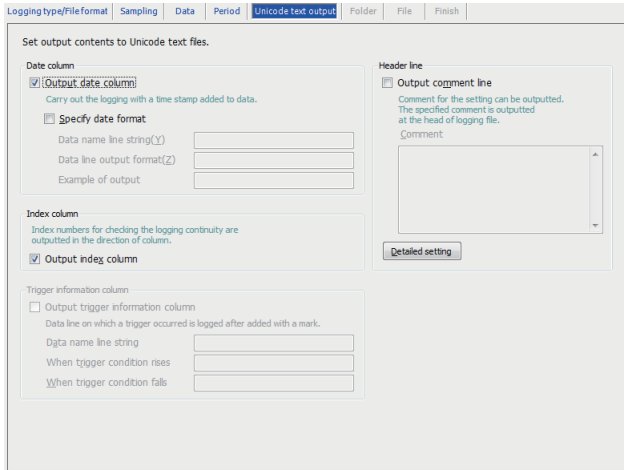 Logging type/File format Sampling Data Period Unicode text output Folder File Finish
Set output contents to Unicode text files.
Date column
Output date column
Carry out the logging with a time stamp added to data.
Specify date format
Data name line string(Y)
Data line output format(Z)
Example of output
Index column
Index numbers for checking the logging continuity are
outputted in the direction of column.
Output index column
Trigger information column
Output trigger information column
Data line on which a trigger occurred is logged after added with a mark.
Data name line string
When trigger condition rises
When trigger condition falls
Header line
Output comment line
Comment for the setting can be outputted.
The specified comment is outputted
at the head of logging file.
Comment
Detailed setting